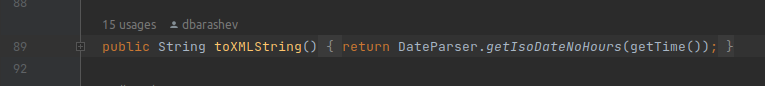 88
15 usages dbarashev
89 public String toXMLString() { return DateParser.getIsoDateNoHours(getTime()); }
92